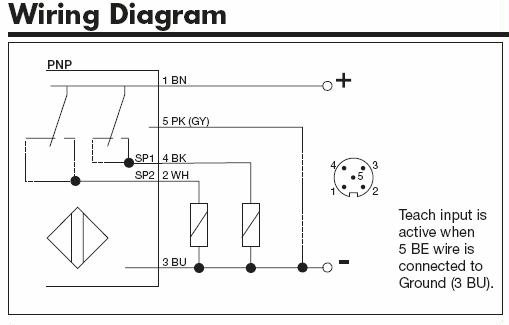 Wiring Diagram
PNP
1 BN
+
5 PK (GY)
SP1 4 BK
SP2 2 WH
4 3
5
1 2
Teach input is
active when
5 BE wire is
connected to
Ground (3 BU).
3 BU
-